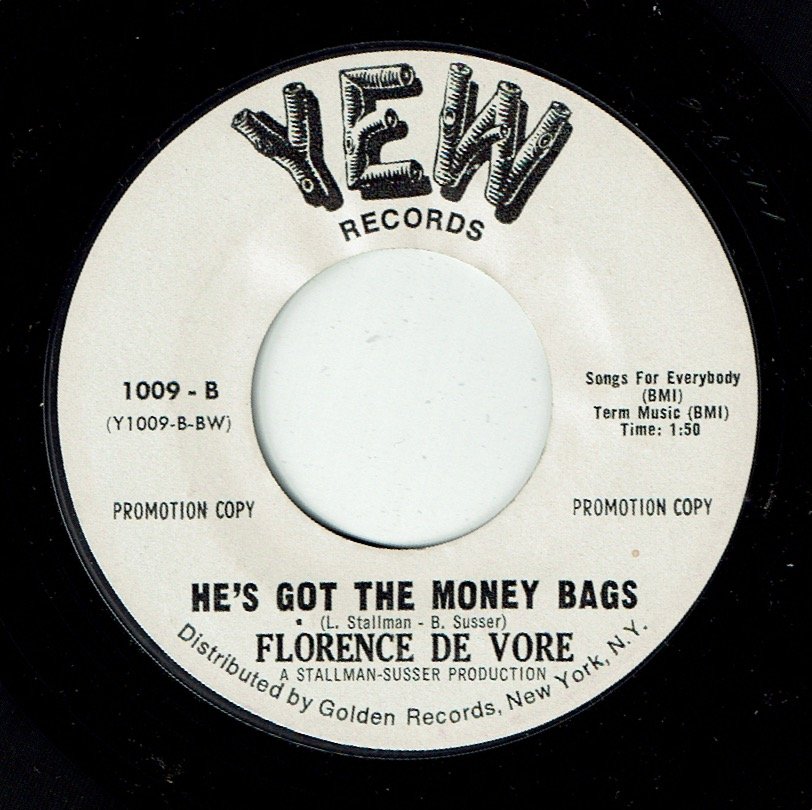 YEW
RECORDS
1009 - B
(Y1009-B-BW)
Songs For Everybody
(BMI)
Term Music (BMI)
Time: 1:50
PROMOTION COPY
PROMOTION COPY
HE'S GOT THE MONEY BAGS
(L. Stallman - B. Susser)
FLORENCE DE VORE
A STALLMAN-SUSSER PRODUCTION
Distributed by Golden Records, New York, N.Y.